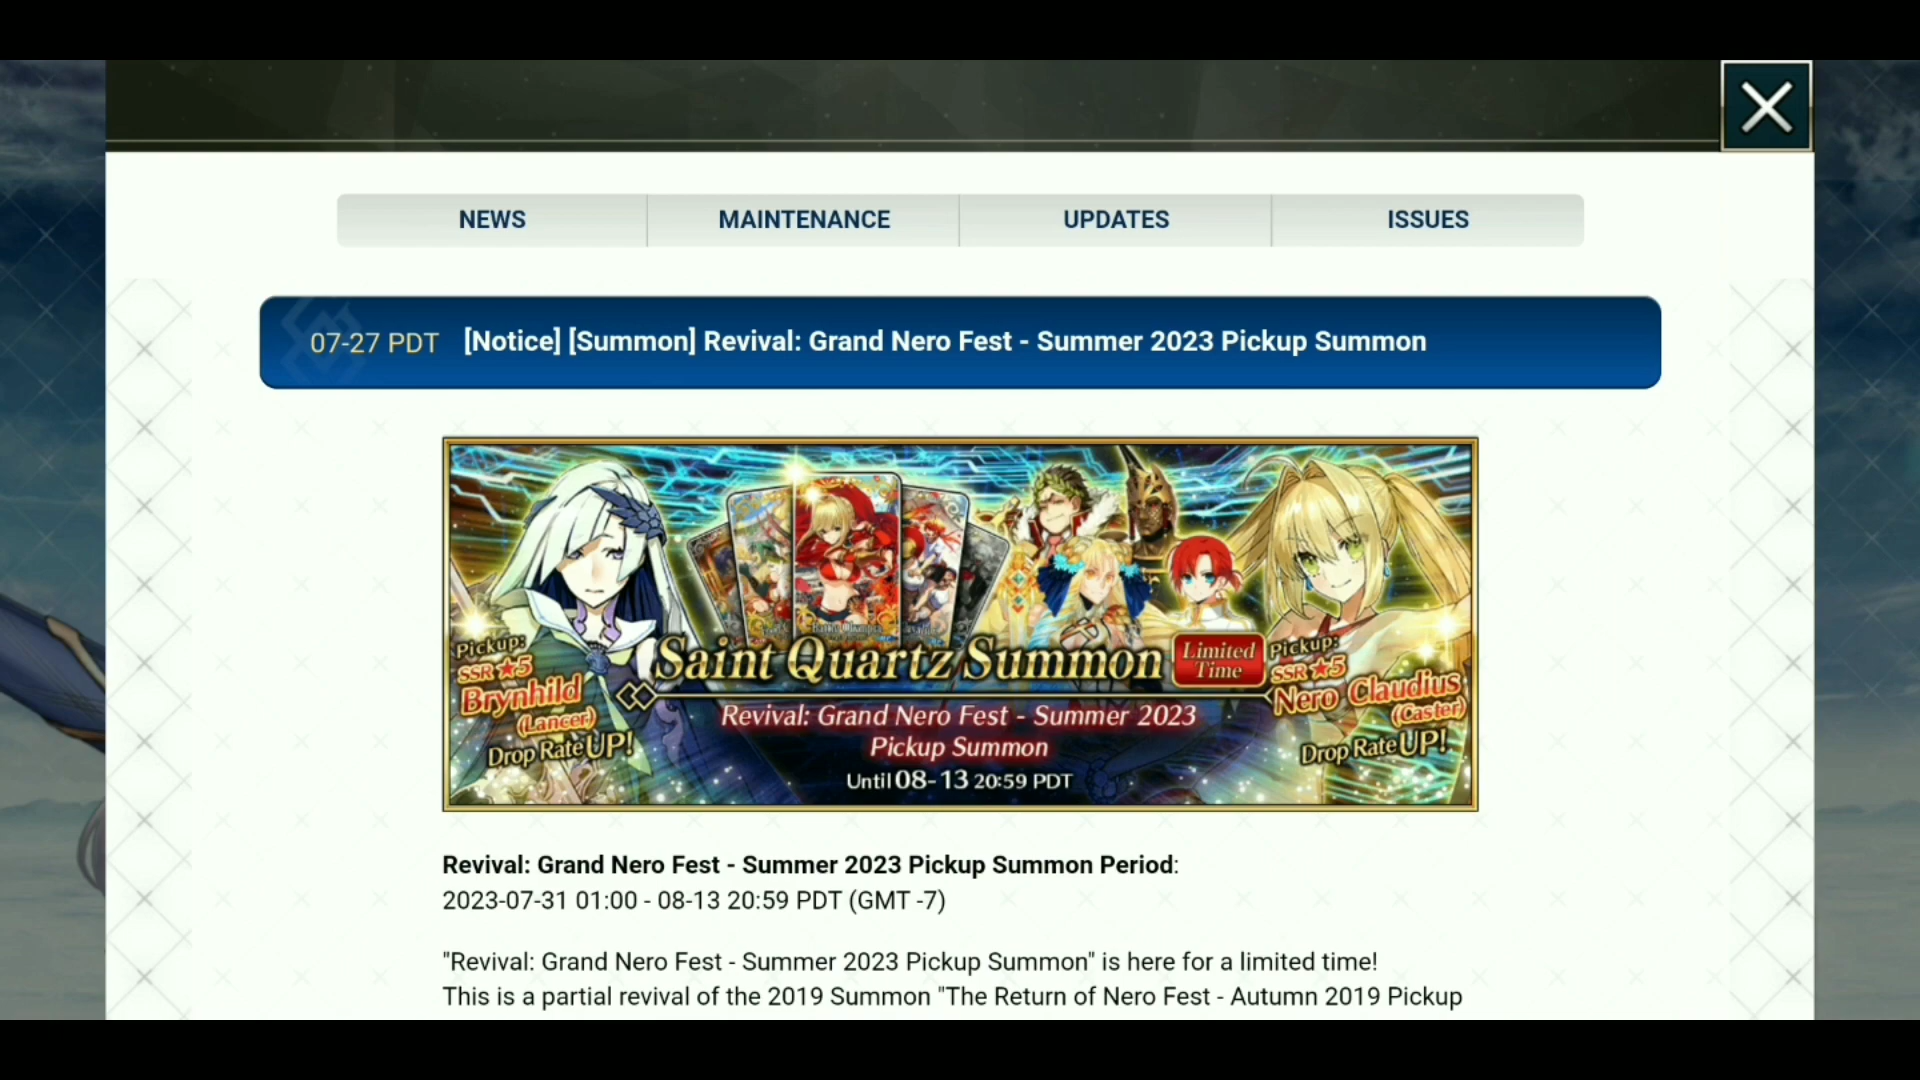 NEWS MAINTENANCE UPDATES ISSUES
07-27 PDT [Notice] [Summon] Revival: Grand Nero Fest - Summer 2023 Pickup Summon
Pickup:
SSR ★5
Brynhild
(Lancer)
Drop Rate UP!
Saint Quartz Summon
Limited
Time
Revival: Grand Nero Fest - Summer 2023
Pickup Summon
Until 08-13 20:59 PDT
Pickup:
SSR ★5
Nero Claudius
(Caster)
Drop Rate UP!
Revival: Grand Nero Fest - Summer 2023 Pickup Summon Period:
2023-07-31 01:00 - 08-13 20:59 PDT (GMT -7)
"Revival: Grand Nero Fest - Summer 2023 Pickup Summon" is here for a limited time!
This is a partial revival of the 2019 Summon "The Return of Nero Fest - Autumn 2019 Pickup